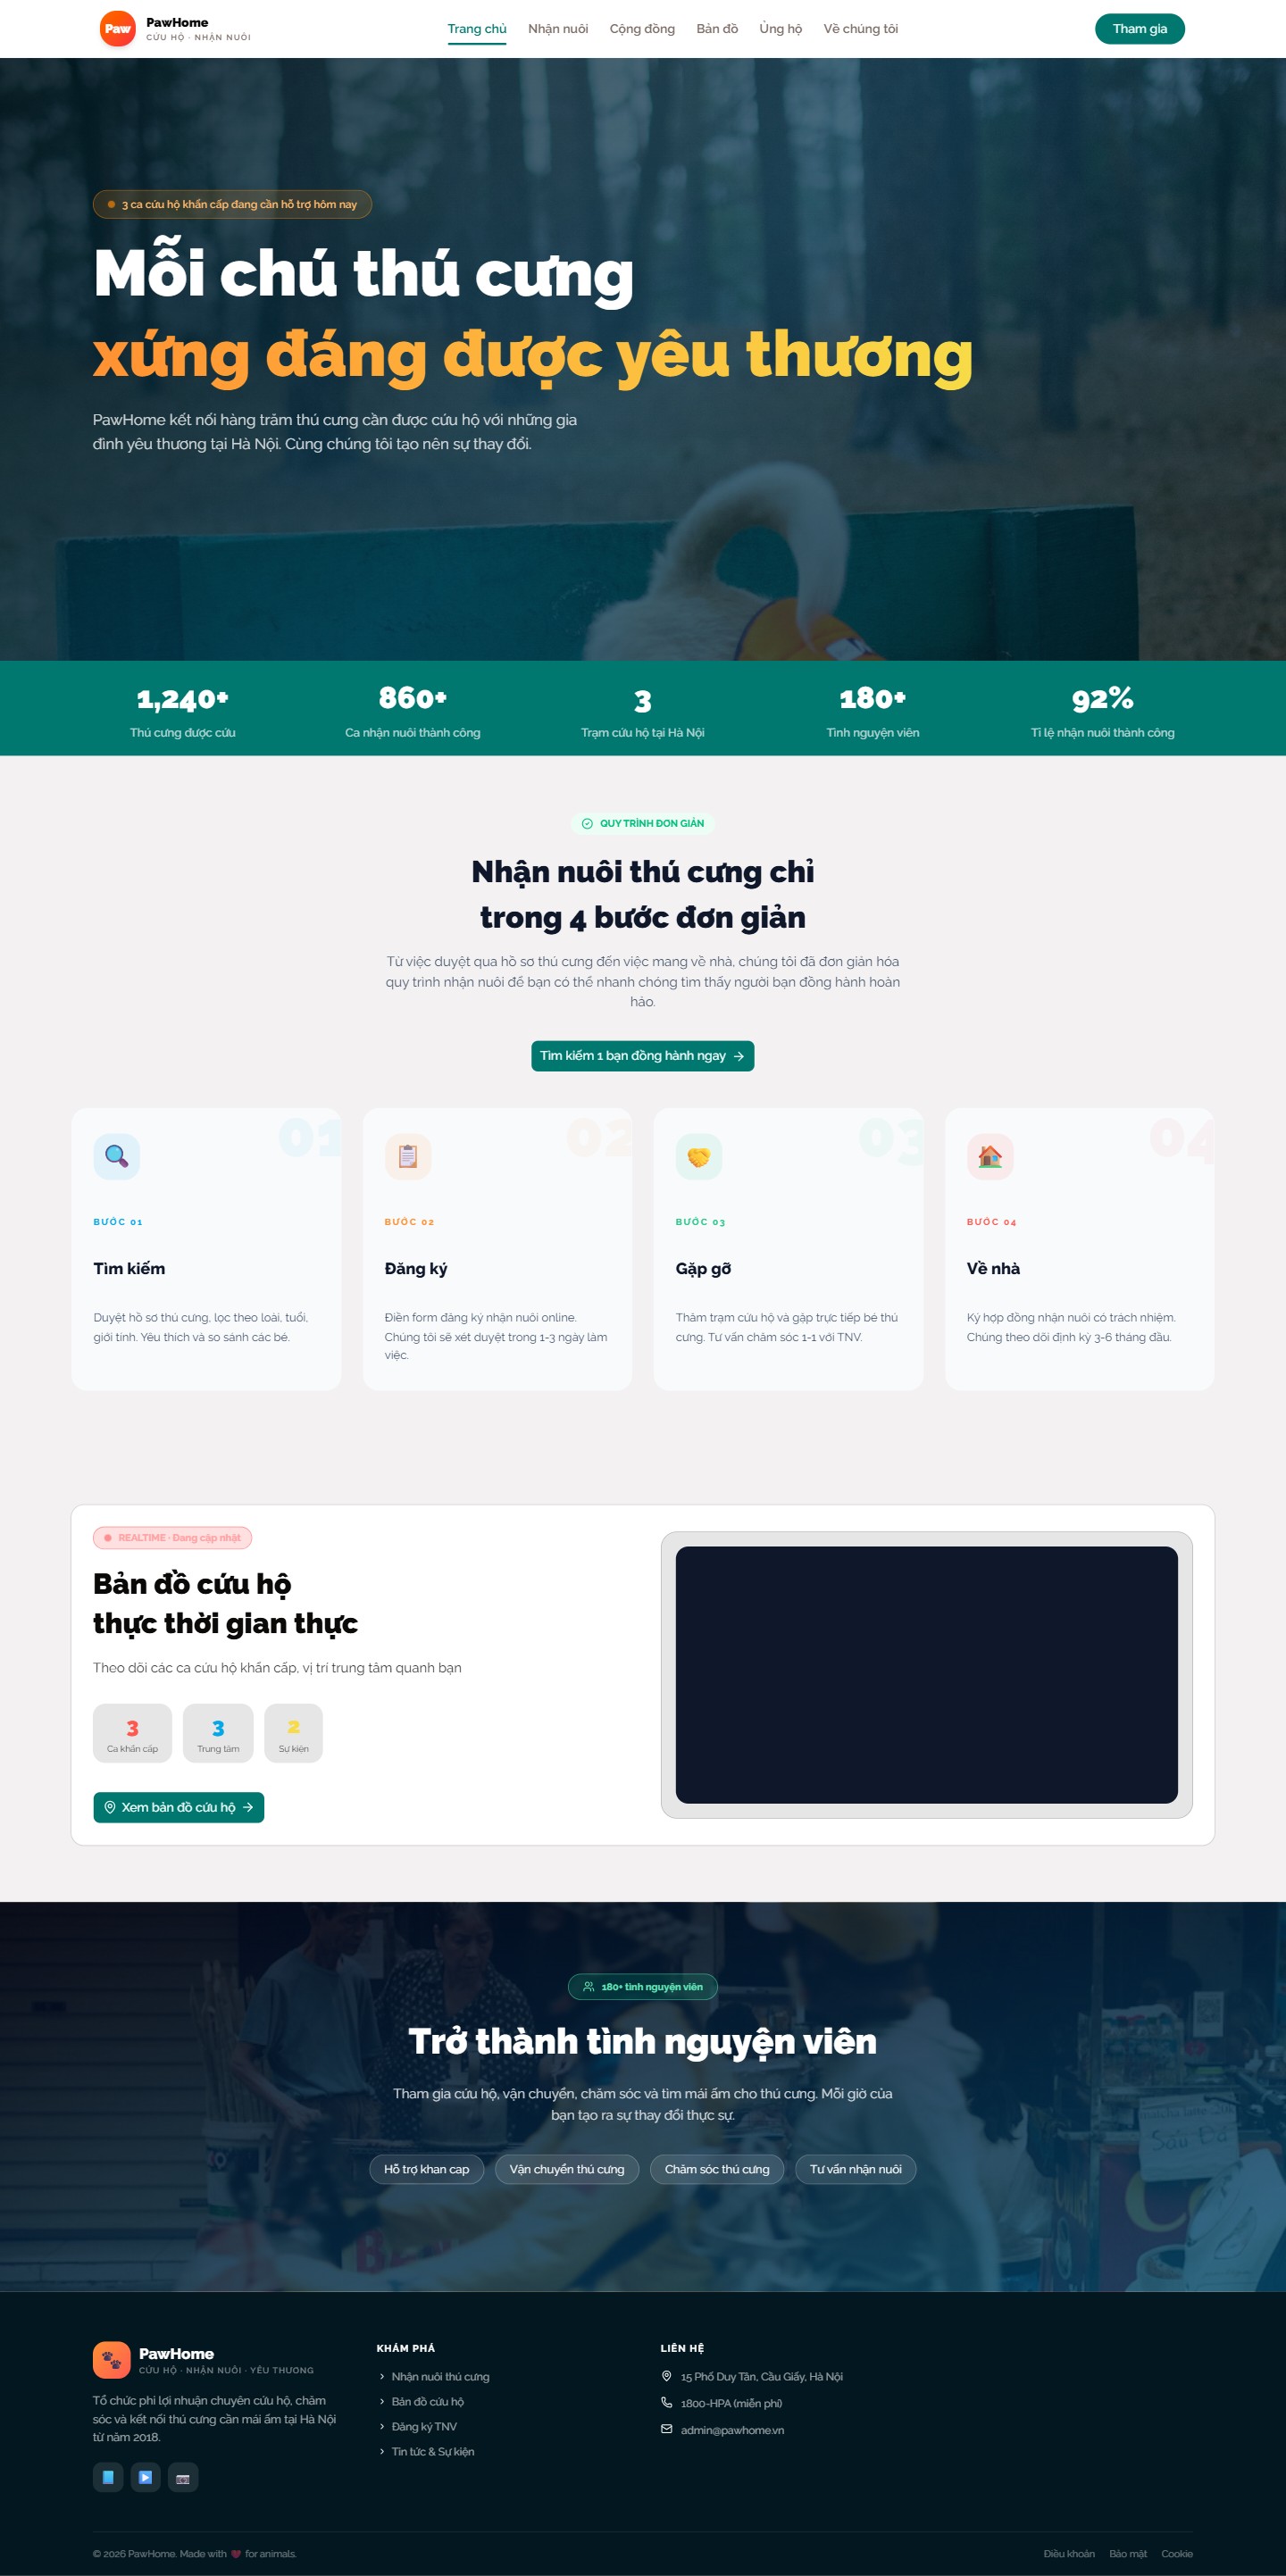 Paw
PawHome
CỨU HỘ · NHẬN NUÔI
Trang chủ
Nhận nuôi
Cộng đồng
Bản đồ
Ủng hộ
Về chúng tôi
Tham gia
3 ca cứu hộ khẩn cấp đang cần hỗ trợ hôm nay
Mỗi chú thú cưng
xứng đáng được yêu thương
PawHome kết nối hàng trăm thú cưng cần được cứu hộ với những gia
đình yêu thương tại Hà Nội. Cùng chúng tôi tạo nên sự thay đổi.
1,240+
Thú cưng được cứu
860+
Ca nhận nuôi thành công
3
Trạm cứu hộ tại Hà Nội
180+
Tình nguyện viên
92%
Tỉ lệ nhận nuôi thành công
QUY TRÌNH ĐƠN GIẢN
Nhận nuôi thú cưng chỉ
trong 4 bước đơn giản
Từ việc duyệt qua hồ sơ thú cưng đến việc mang về nhà, chúng tôi đã đơn giản hóa
quy trình nhận nuôi để bạn có thể nhanh chóng tìm thấy người bạn đồng hành hoàn
hảo.
Tìm kiếm 1 bạn đồng hành ngay
01
BƯỚC 01
Tìm kiếm
Duyệt hồ sơ thú cưng, lọc theo loài, tuổi,
giới tính. Yêu thích và so sánh các bé.
02
BƯỚC 02
Đăng ký
Điền form đăng ký nhận nuôi online.
Chúng tôi sẽ xét duyệt trong 1-3 ngày làm
việc.
03
BƯỚC 03
Gặp gỡ
Thăm trạm cứu hộ và gặp trực tiếp bé thú
cưng. Tư vấn chăm sóc 1-1 với TNV.
04
BƯỚC 04
Về nhà
Ký hợp đồng nhận nuôi có trách nhiệm.
Chúng theo dõi định kỳ 3-6 tháng đầu.
REALTIME · Đang cập nhật
Bản đồ cứu hộ
thực thời gian thực
Theo dõi các ca cứu hộ khẩn cấp, vị trí trung tâm quanh bạn
3
Ca khẩn cấp
3
Trung tâm
2
Sự kiện
Xem bản đồ cứu hộ
180+ tình nguyện viên
Trở thành tình nguyện viên
Tham gia cứu hộ, vận chuyển, chăm sóc và tìm mái ấm cho thú cưng. Mỗi giờ của
bạn tạo ra sự thay đổi thực sự.
Hỗ trợ khan cap
Vận chuyển thú cưng
Chăm sóc thú cưng
Tư vấn nhận nuôi
PawHome
CỨU HỘ · NHẬN NUÔI · YÊU THƯƠNG
Tổ chức phi lợi nhuận chuyên cứu hộ, chăm
sóc và kết nối thú cưng cần mái ấm tại Hà Nội
từ năm 2018.
KHÁM PHÁ
Nhận nuôi thú cưng
Bản đồ cứu hộ
Đăng ký TNV
Tin tức & Sự kiện
LIÊN HỆ
15 Phố Duy Tân, Cầu Giấy, Hà Nội
1800-HPA (miễn phí)
admin@pawhome.vn
© 2026 PawHome. Made with ❤ for animals.
Điều khoản
Bảo mật
Cookie